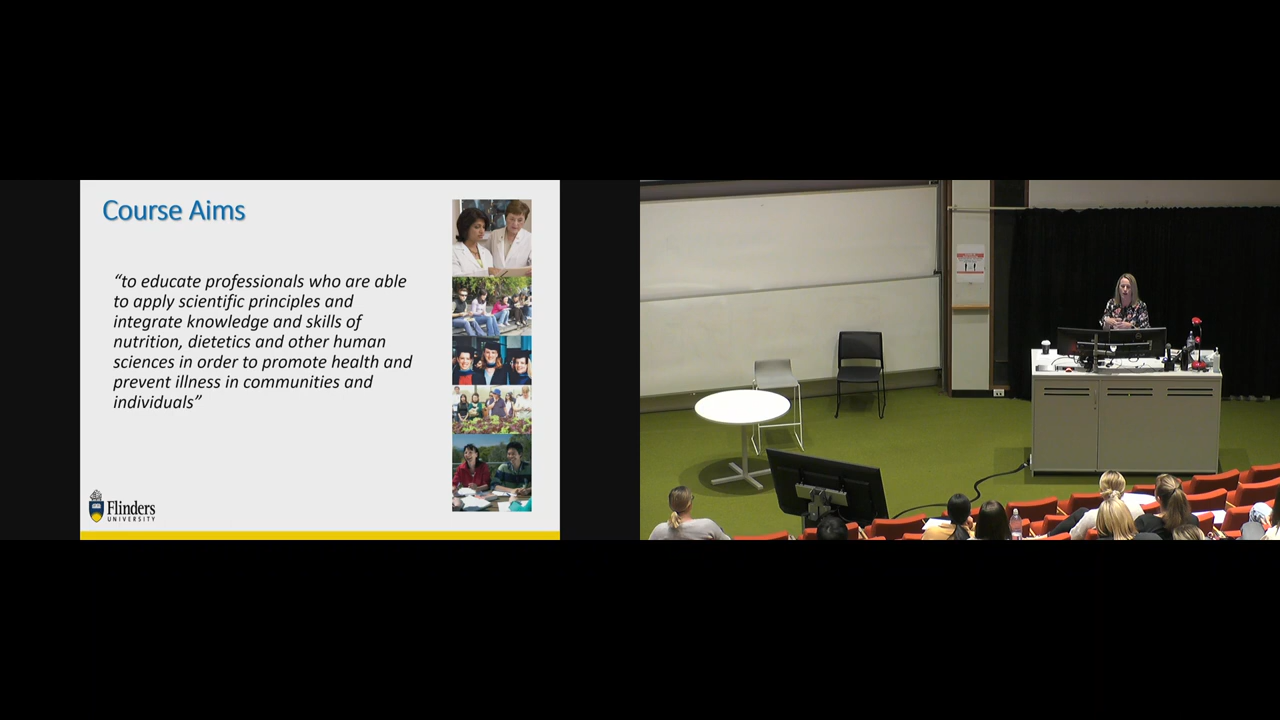 Course Aims
“to educate professionals who are able
to apply scientific principles and
integrate knowledge and skills of
nutrition, dietetics and other human
sciences in order to promote health and
prevent illness in communities and
individuals”
Flinders
UNIVERSITY